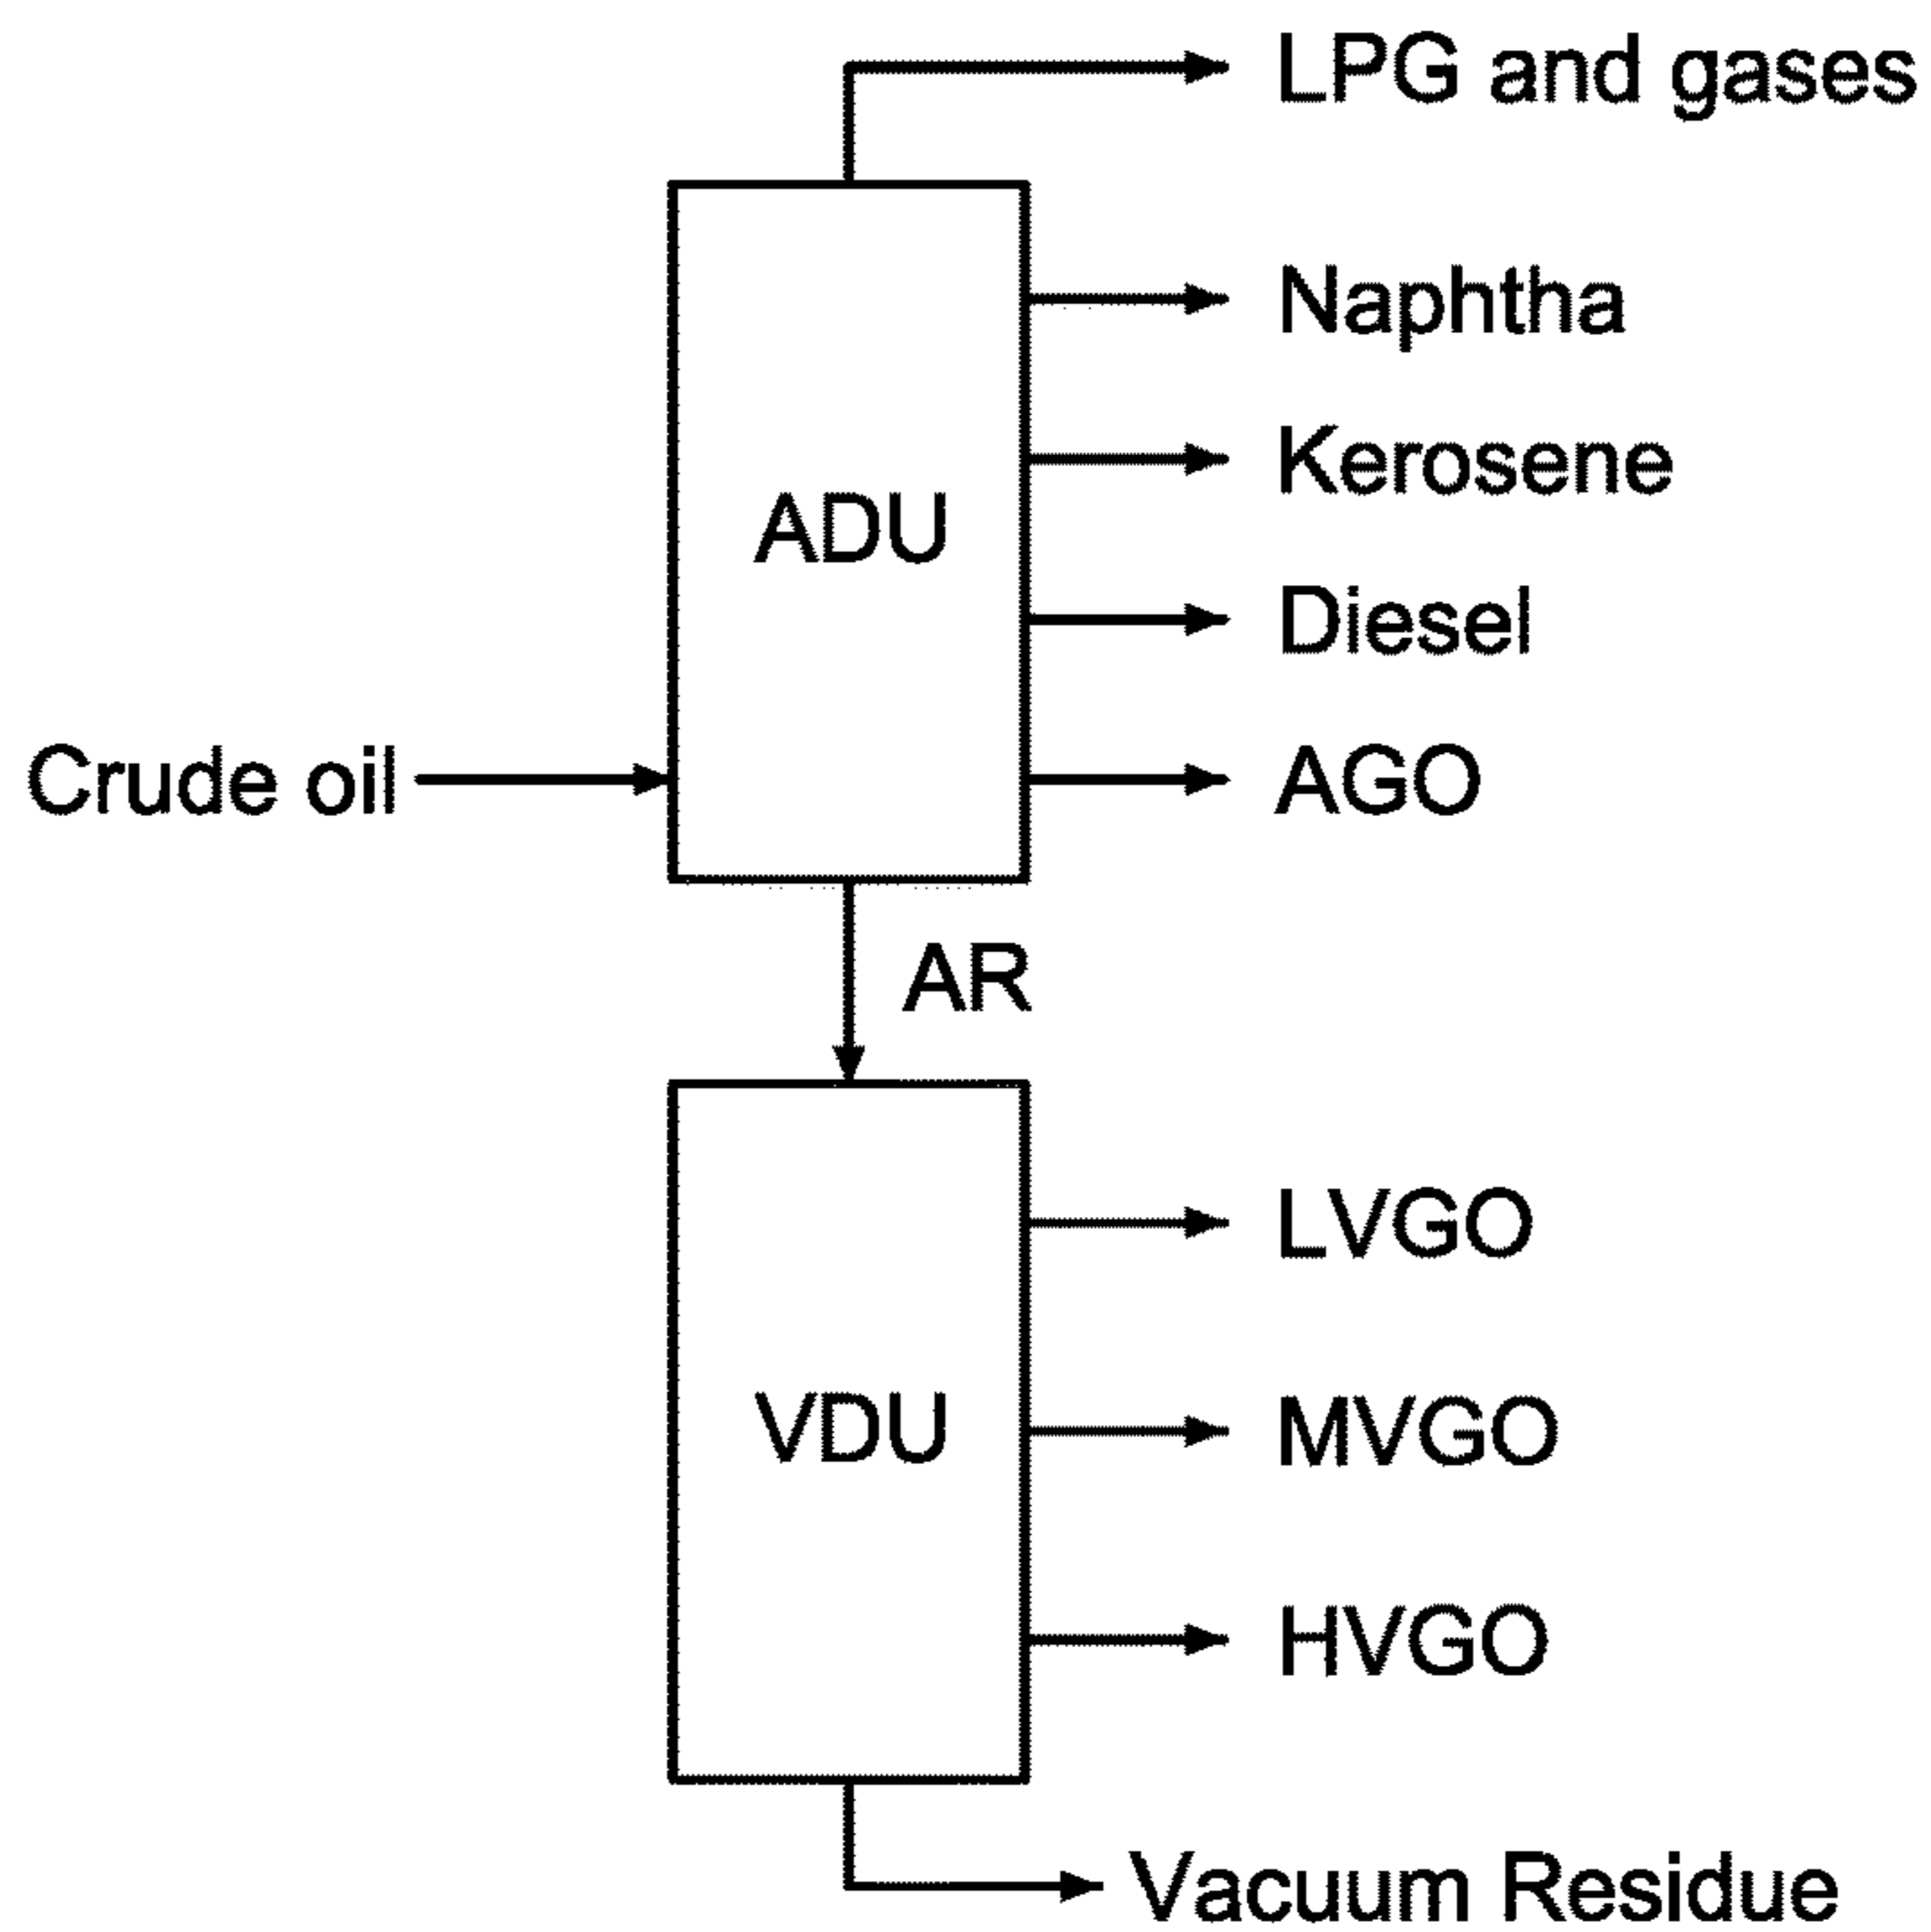 LPG and gases
Naphtha
Kerosene
ADU
Diesel
Crude oil
AGO
AR
LVGO
VDU
MVGO
HVGO
Vacuum Residue